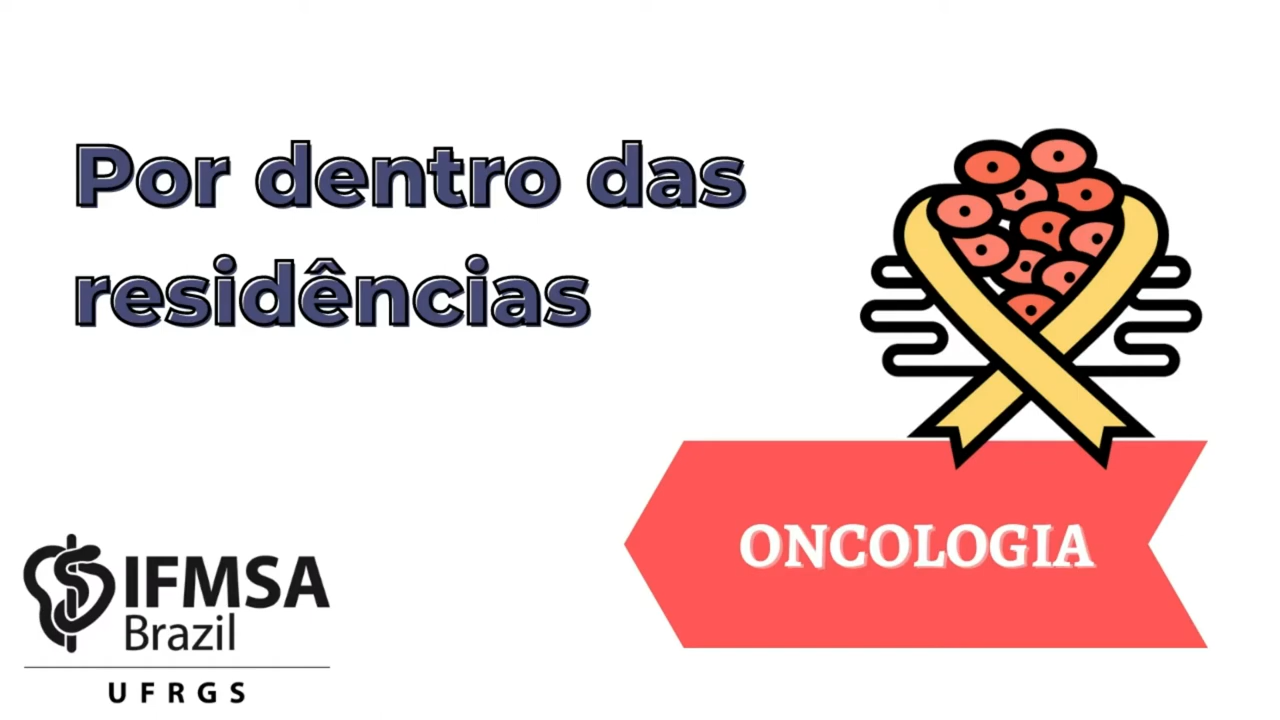 Por dentro das
residências
ONCOLOGIA
IFMSA
Brazil
UFRGS